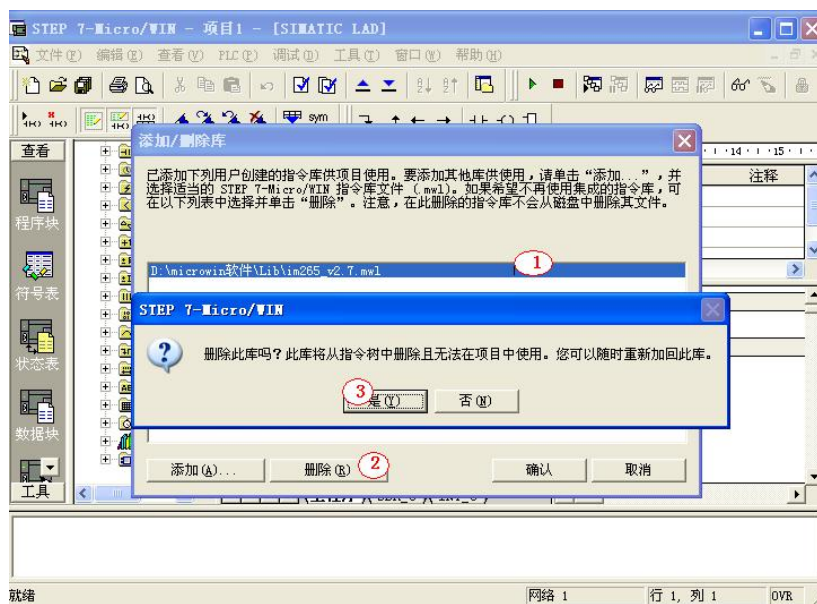 STEP 7-Micro/WIN - 项目1 - [SIMATIC LAD]
文件(F) 编辑(E) 查看(V) PLC(P) 调试(D) 工具(T) 窗口(W) 帮助(H)
sym
查看
程序块
符号表
状态表
数据块
工具
·14·1·15·1
注释
添加/删除库
已添加下列用户创建的指令库供项目使用。要添加其他库供使用,请单击“添加...”,并
选择适当的 STEP 7-Micro/WIN 指令库文件 (.mwl)。如果希望不再使用集成的指令库,可
在以下列表中选择并单击“删除”。注意,在此删除的指令库不会从磁盘中删除其文件。
D:\microwin软件\Lib\im265_v2.7.mwl
1
STEP 7-Micro/WIN
删除此库吗?此库将从指令树中删除且无法在项目中使用。您可以随时重新加回此库。
3 是(Y) 否(N)
添加(A)... 删除(R) 2 确认 取消
就绪 网络 1 行 1, 列 1 OVR